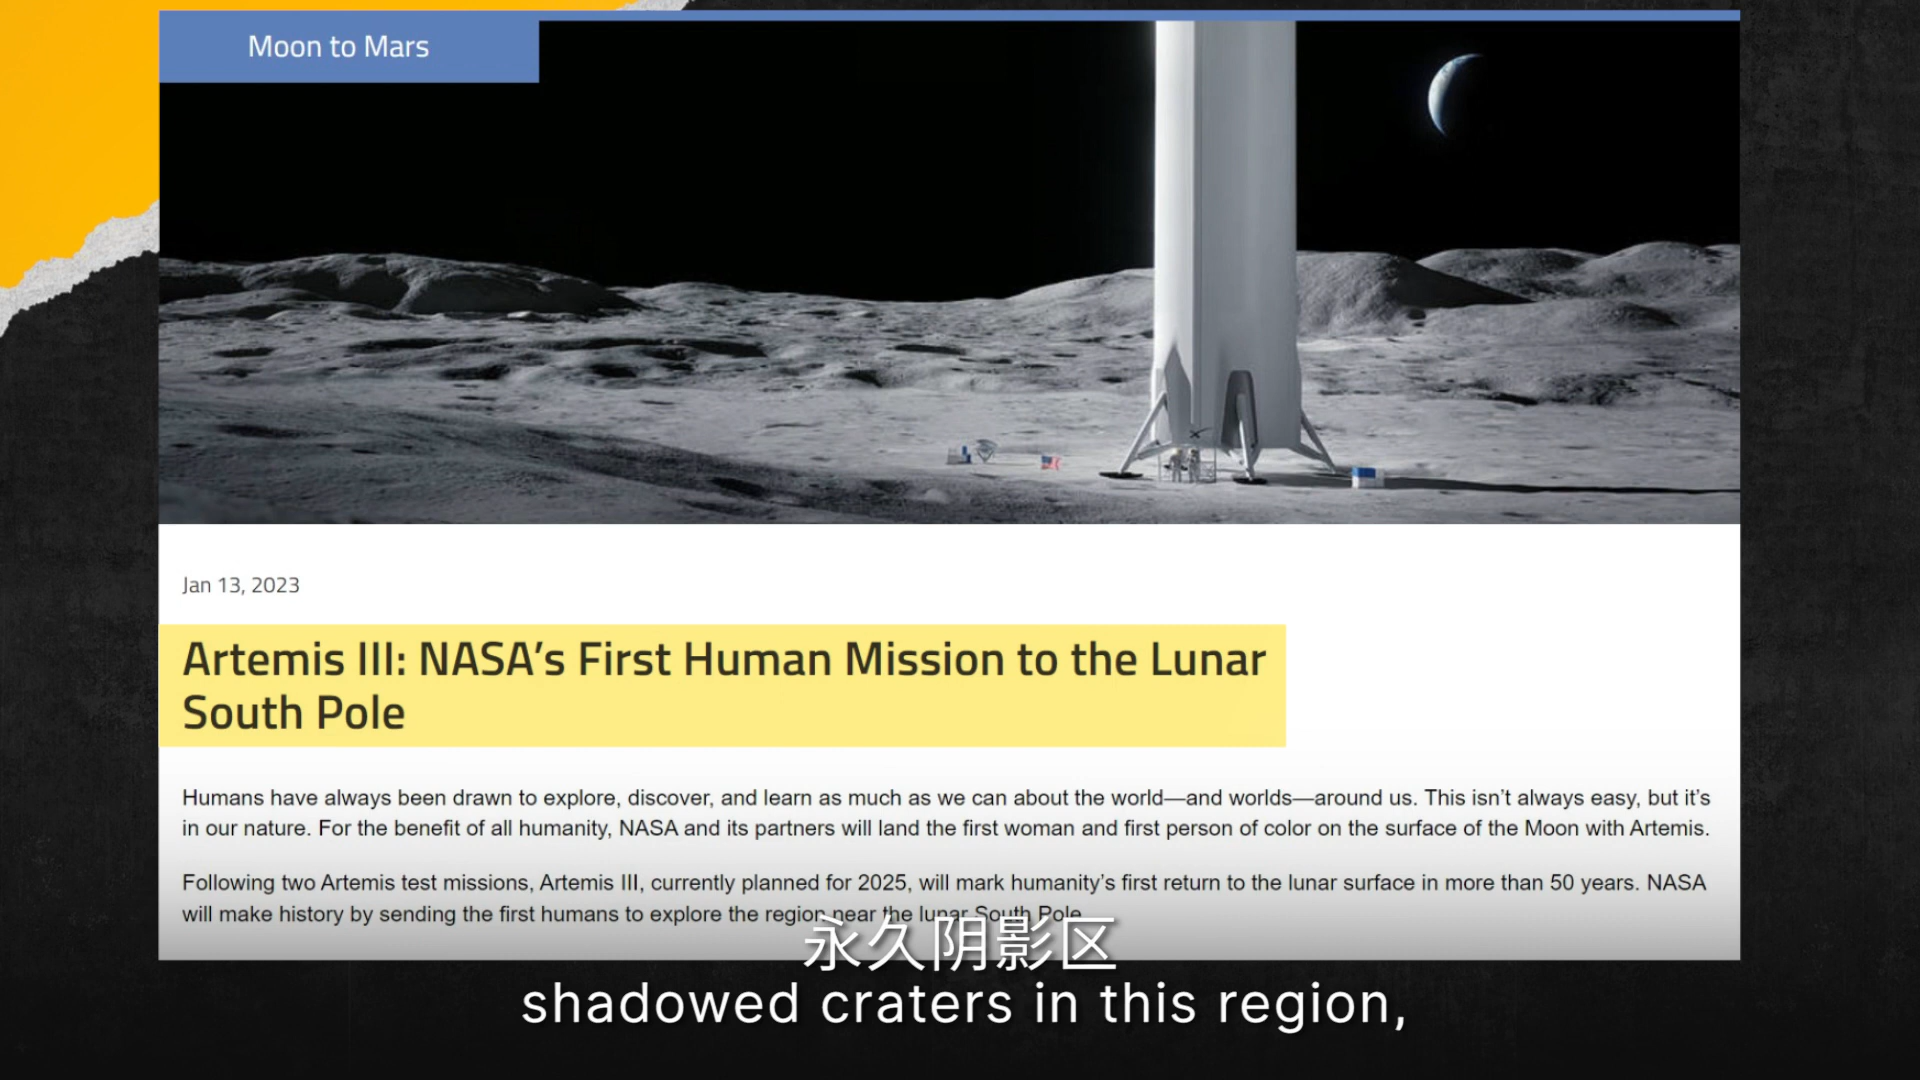 Moon to Mars
Jan 13, 2023
Artemis III: NASA’s First Human Mission to the Lunar
South Pole
Humans have always been drawn to explore, discover, and learn as much as we can about the world—and worlds—around us. This isn’t always easy, but it’s
in our nature. For the benefit of all humanity, NASA and its partners will land the first woman and first person of color on the surface of the Moon with Artemis.
Following two Artemis test missions, Artemis III, currently planned for 2025, will mark humanity’s first return to the lunar surface in more than 50 years. NASA
will make history by sending the first humans to explore the region near the lunar South Pole.
永久阴影区
shadowed craters in this region,